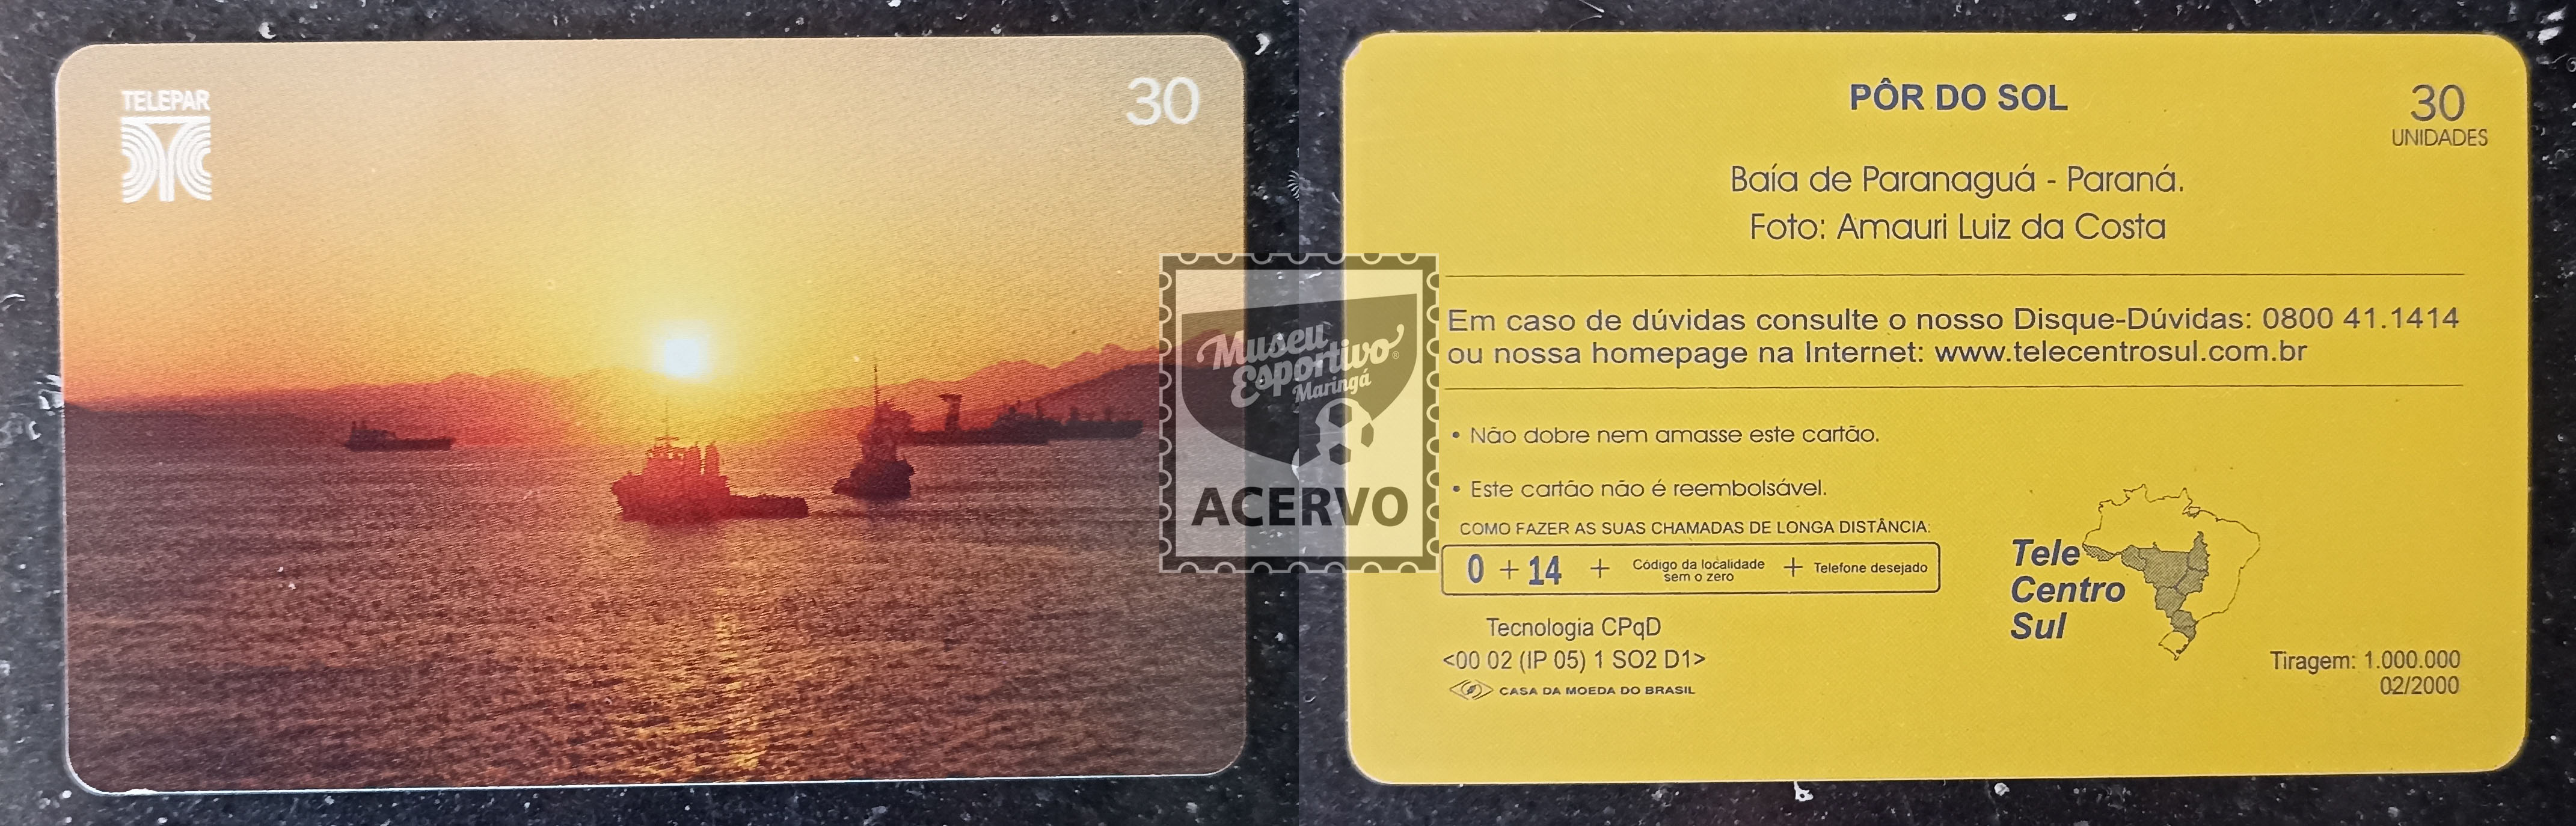 TELEPAR
30
PÔR DO SOL
30
UNIDADES
Baía de Paranaguá - Paraná.
Foto: Amauri Luiz da Costa
Em caso de dúvidas consulte o nosso Disque-Dúvidas: 0800 41.1414
ou nossa homepage na Internet: www.telecentrosul.com.br
• Não dobre nem amasse este cartão.
• Este cartão não é reembolsável.
COMO FAZER AS SUAS CHAMADAS DE LONGA DISTÂNCIA:
0 + 14 + Código da localidade sem o zero + Telefone desejado
Tecnologia CPqD
<00 02 (IP 05) 1 SO2 D1>
CASA DA MOEDA DO BRASIL
Tele
Centro
Sul
Tiragem: 1.000.000
02/2000
Museu
Esportivo®
Maringá
ACERVO